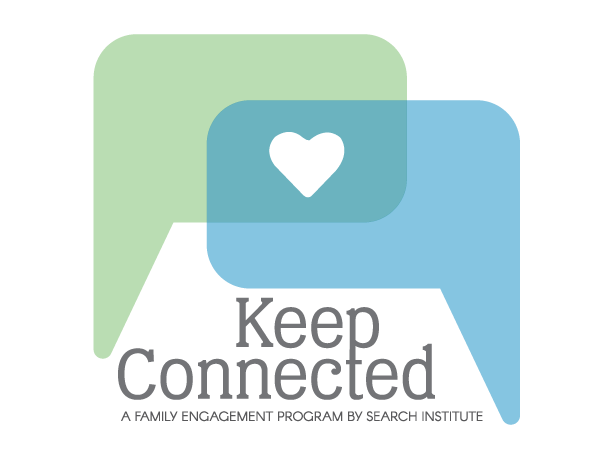 Keep
Connected
A FAMILY ENGAGEMENT PROGRAM BY SEARCH INSTITUTE